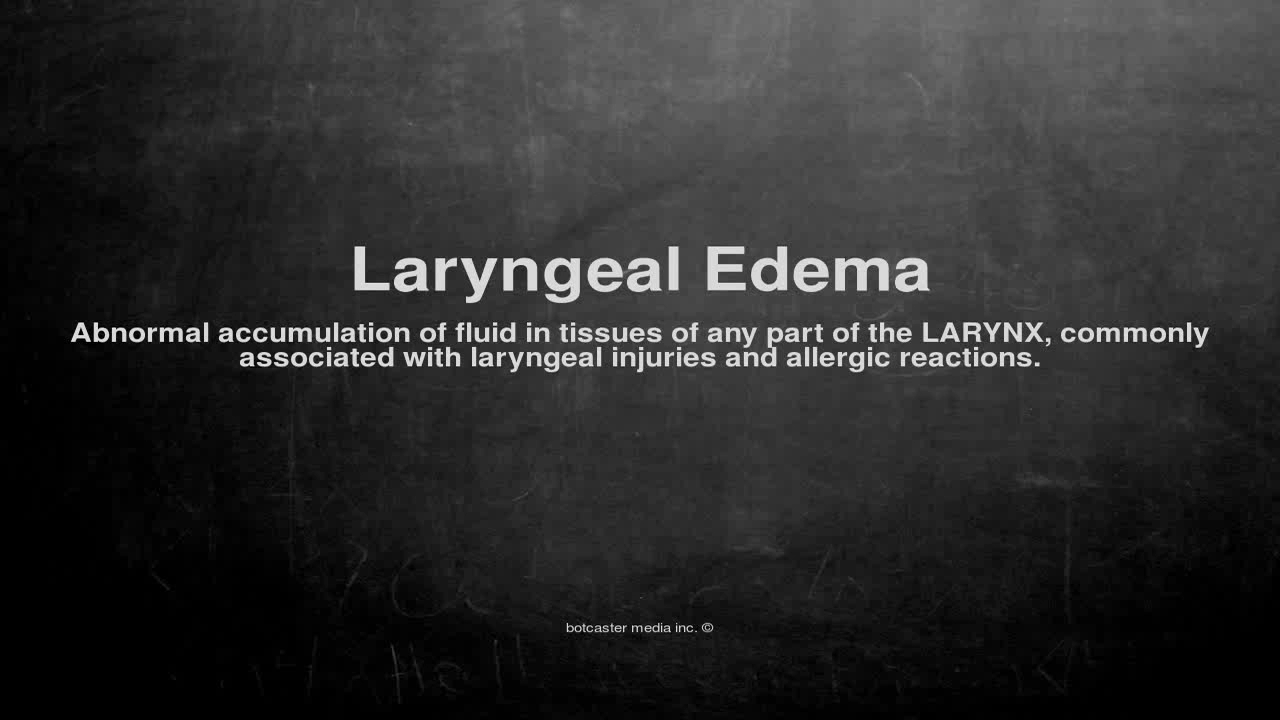 Laryngeal Edema
Abnormal accumulation of fluid in tissues of any part of the LARYNX, commonly
associated with laryngeal injuries and allergic reactions.
botcaster media inc. ©